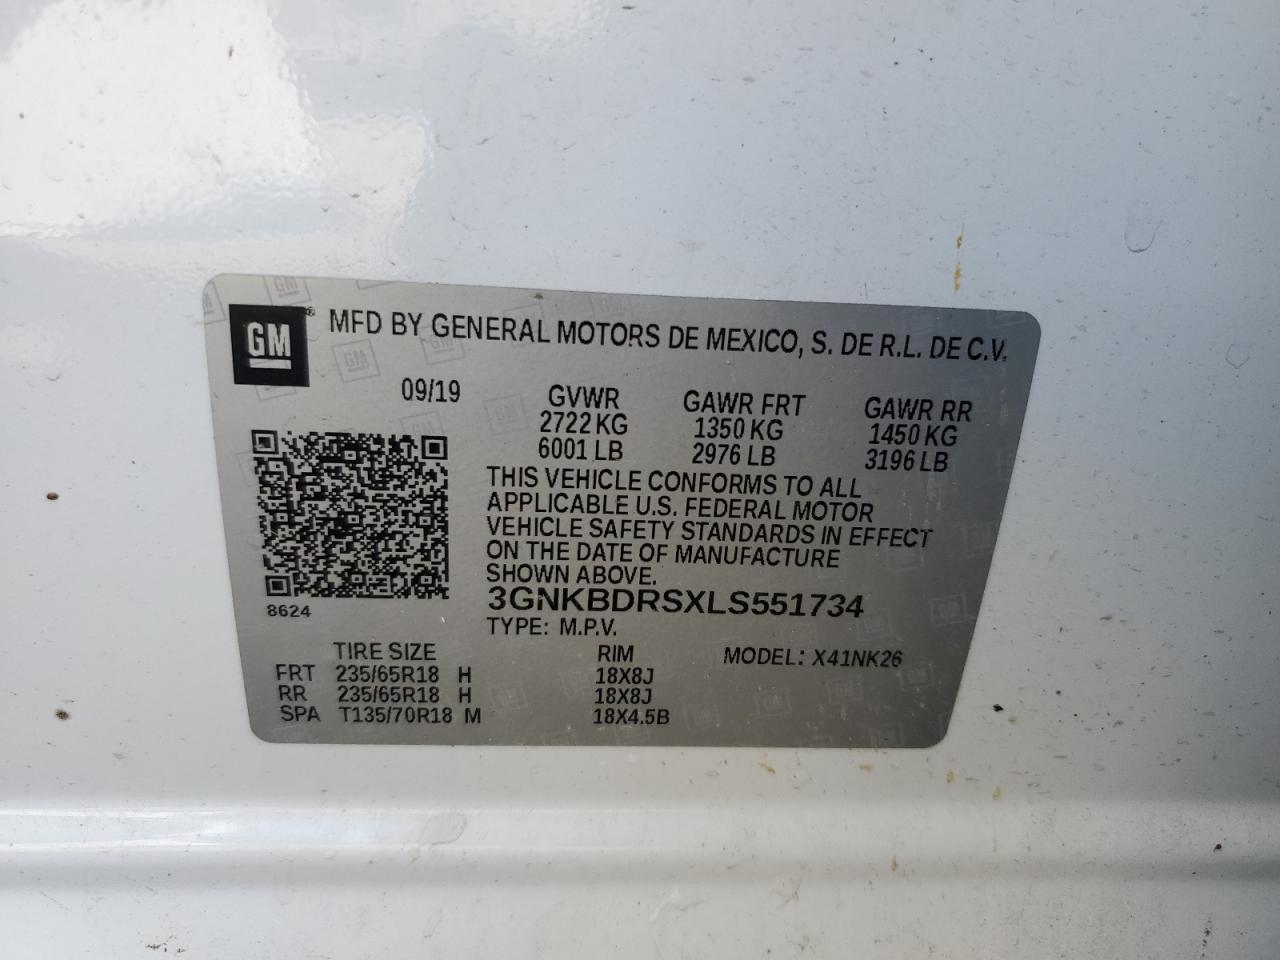 GM
MFD BY GENERAL MOTORS DE MEXICO, S. DE R.L. DE C.V.
09/19 GVWR GAWR FRT GAWR RR
2722 KG 1350 KG 1450 KG
6001 LB 2976 LB 3196 LB
THIS VEHICLE CONFORMS TO ALL
APPLICABLE U.S. FEDERAL MOTOR
VEHICLE SAFETY STANDARDS IN EFFECT
ON THE DATE OF MANUFACTURE
SHOWN ABOVE.
8624
3GNKBDRSXLS551734
TYPE: M.P.V.
TIRE SIZE RIM MODEL: X41NK26
FRT 235/65R18 H 18X8J
RR 235/65R18 H 18X8J
SPA T135/70R18 M 18X4.5B